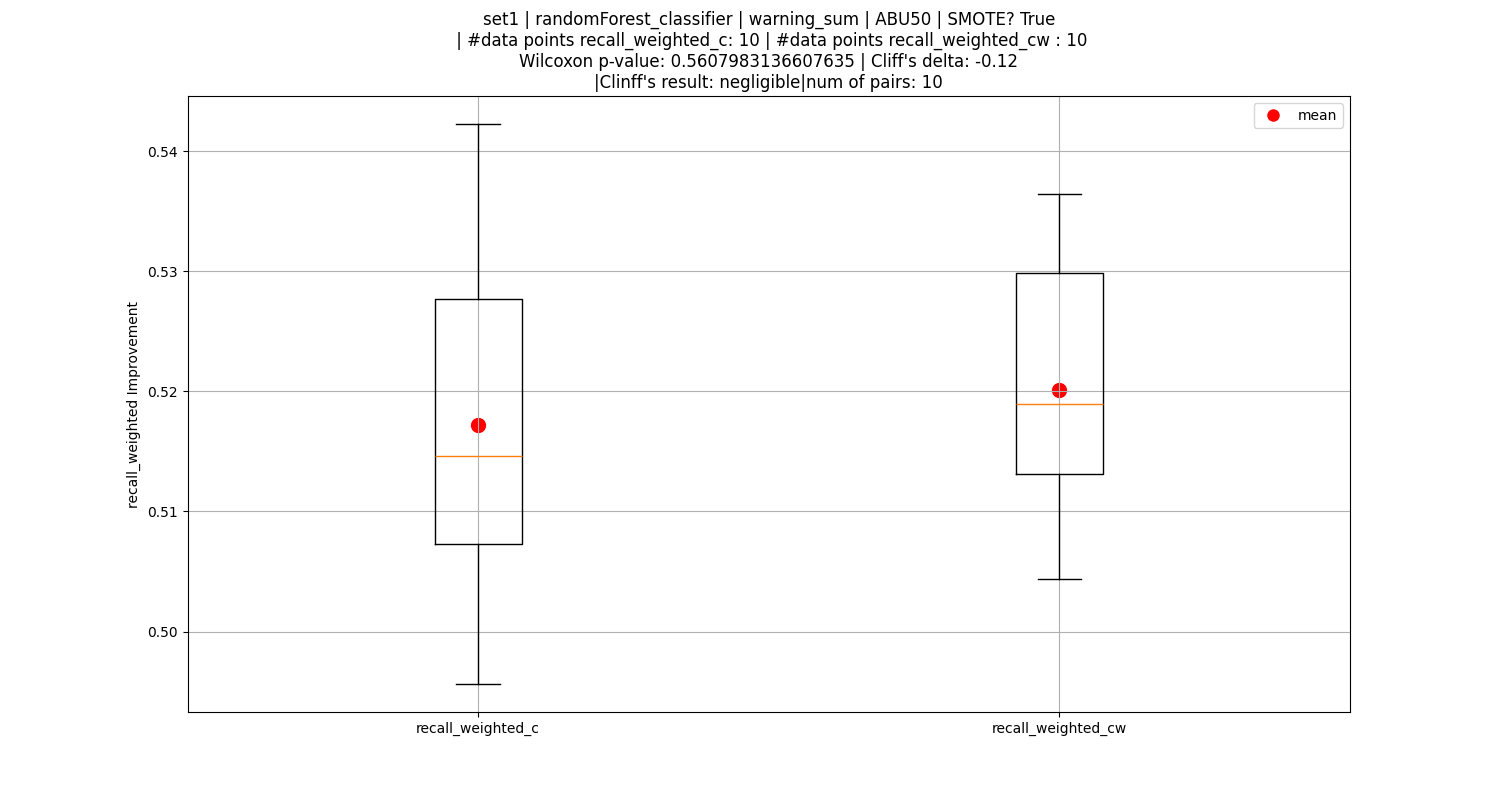 set1 | randomForest_classifier | warning_sum | ABU50 | SMOTE? True
| #data points recall_weighted_c: 10 | #data points recall_weighted_cw : 10
Wilcoxon p-value: 0.5607983136607635 | Cliff's delta: -0.12
|Clinff's result: negligible|num of pairs: 10
mean
0.54
0.53
0.52
0.51
0.50
recall_weighted Improvement
recall_weighted_c
recall_weighted_cw